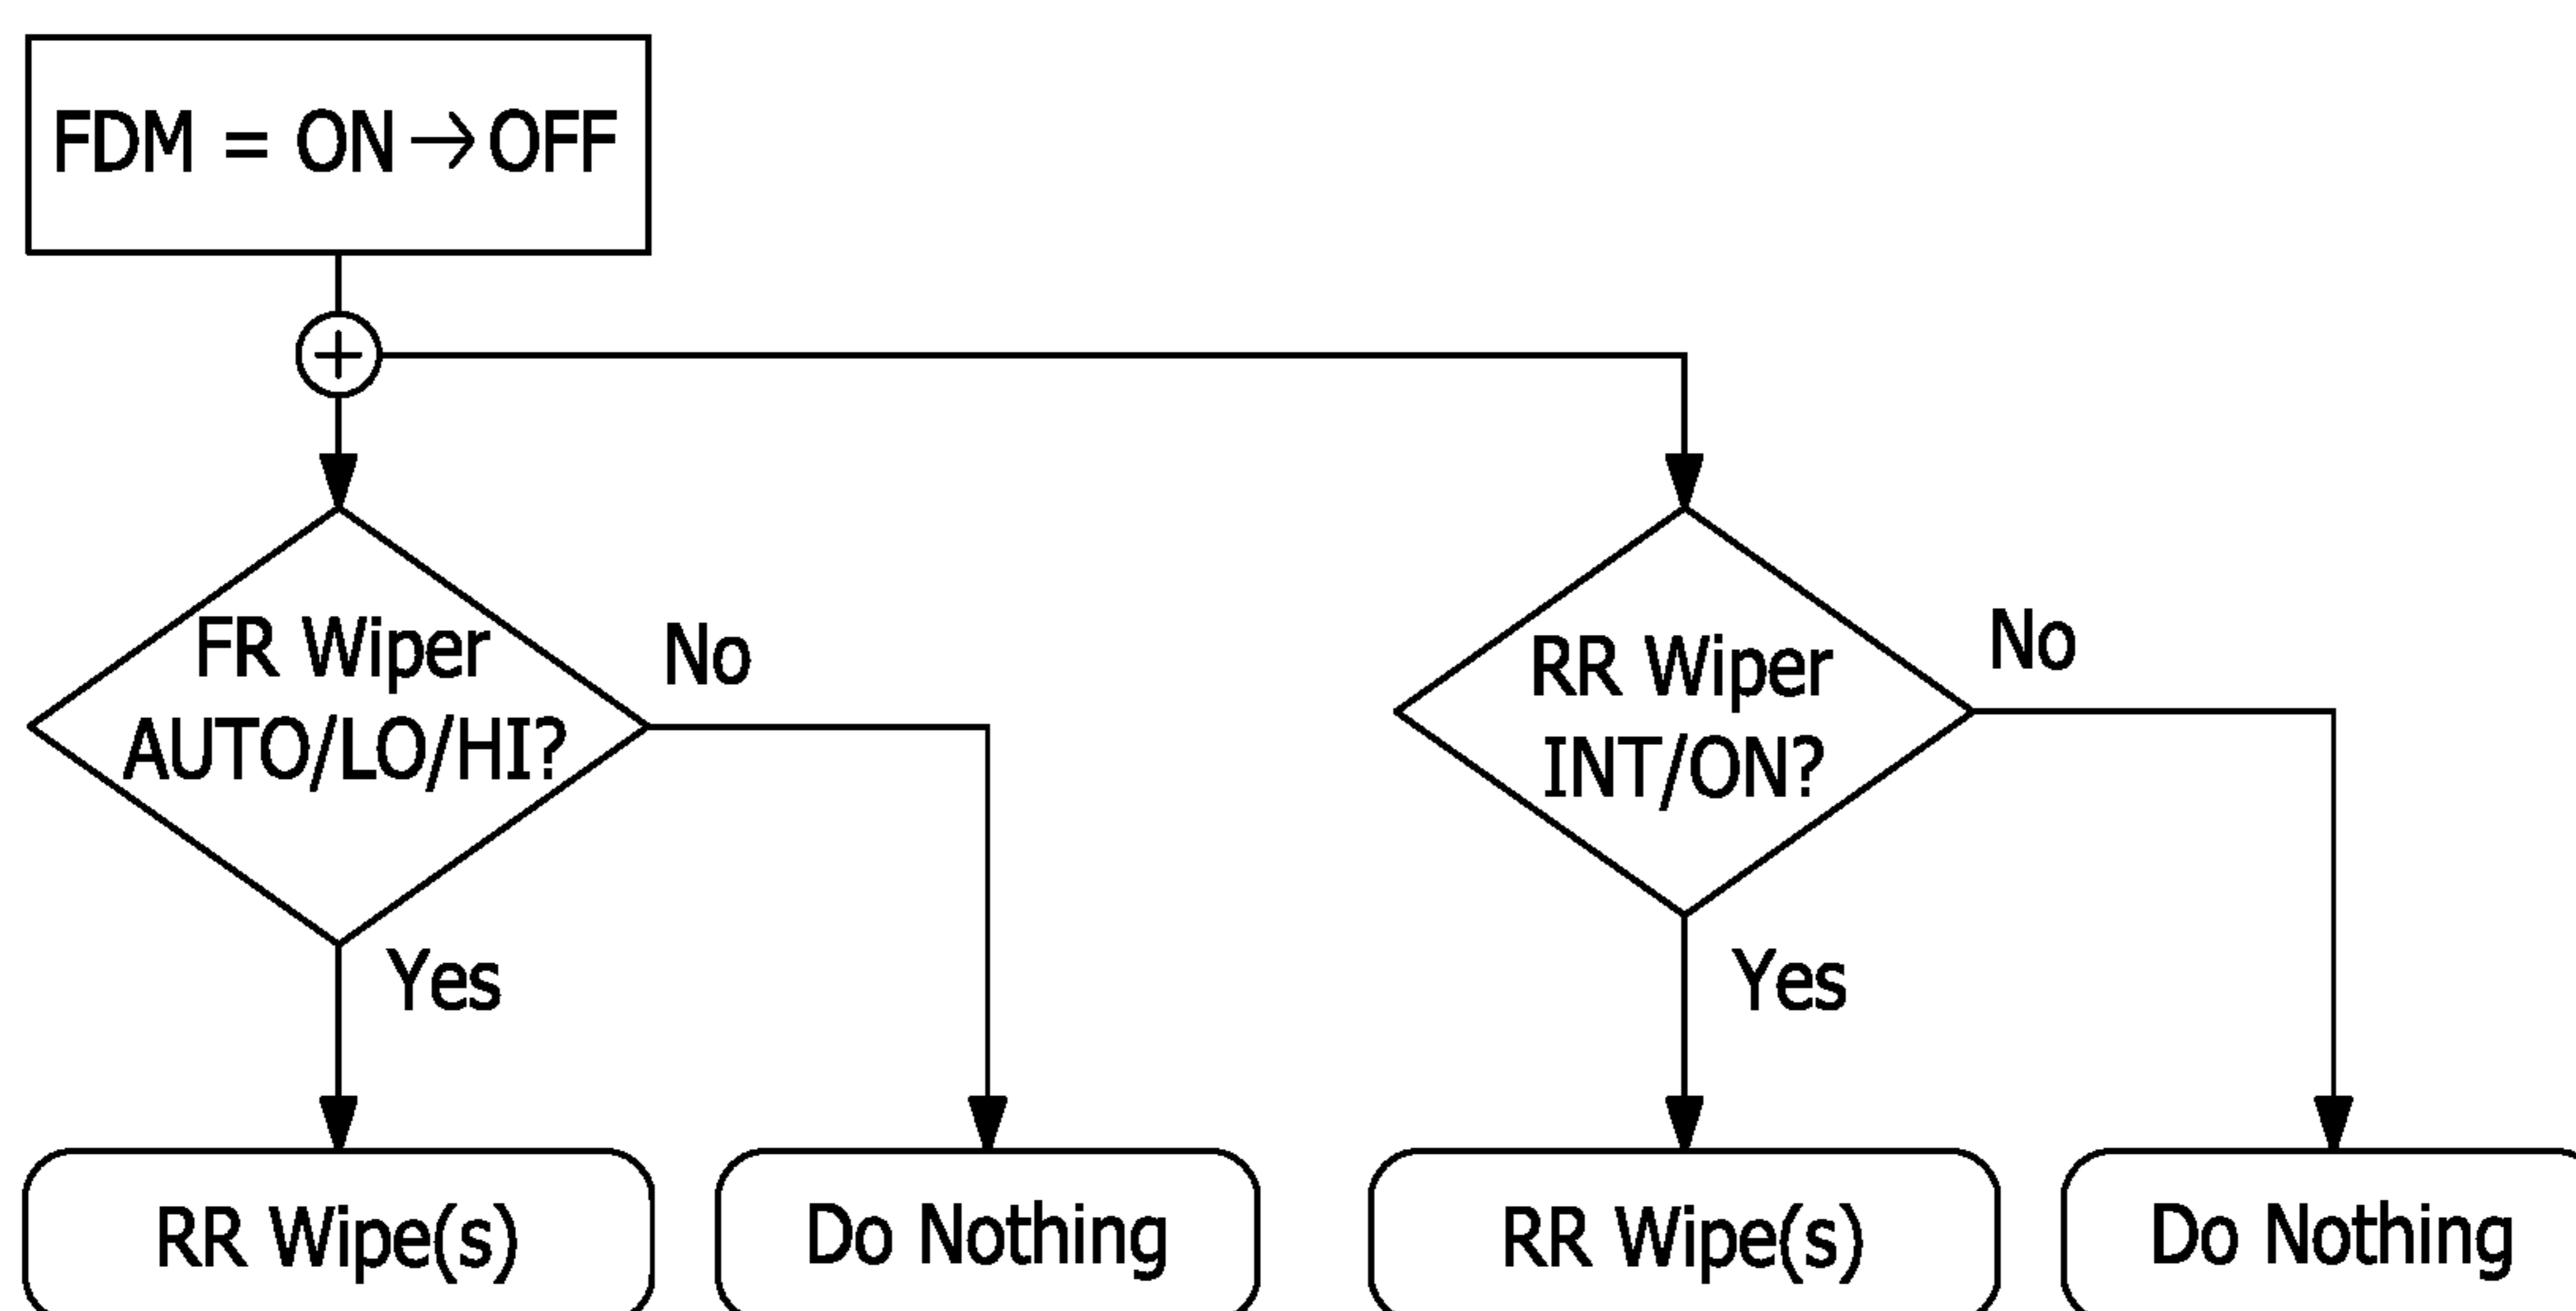 FDM = ON→OFF
FR Wiper
AUTO/LO/HI?
No
Yes
RR Wiper
INT/ON?
No
Yes
RR Wipe(s)
Do Nothing
RR Wipe(s)
Do Nothing